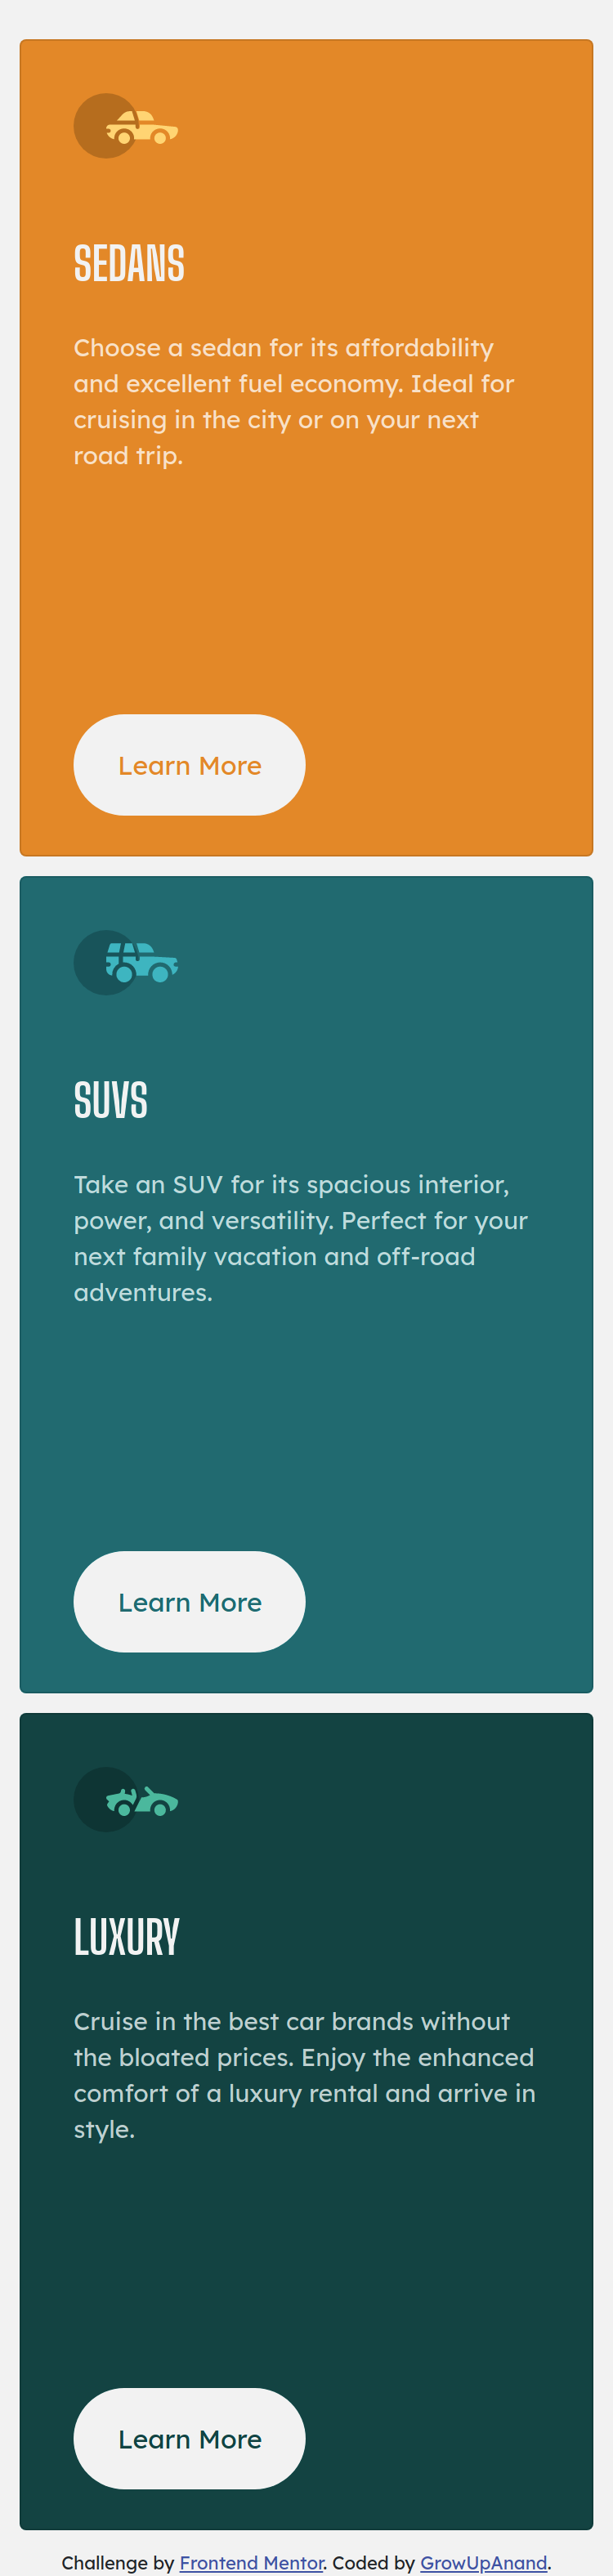 SEDANS
Choose a sedan for its affordability
and excellent fuel economy. Ideal for
cruising in the city or on your next
road trip.
Learn More
SUVS
Take an SUV for its spacious interior,
power, and versatility. Perfect for your
next family vacation and off-road
adventures.
Learn More
LUXURY
Cruise in the best car brands without
the bloated prices. Enjoy the enhanced
comfort of a luxury rental and arrive in
style.
Learn More
Challenge by Frontend Mentor. Coded by GrowUpAnand.